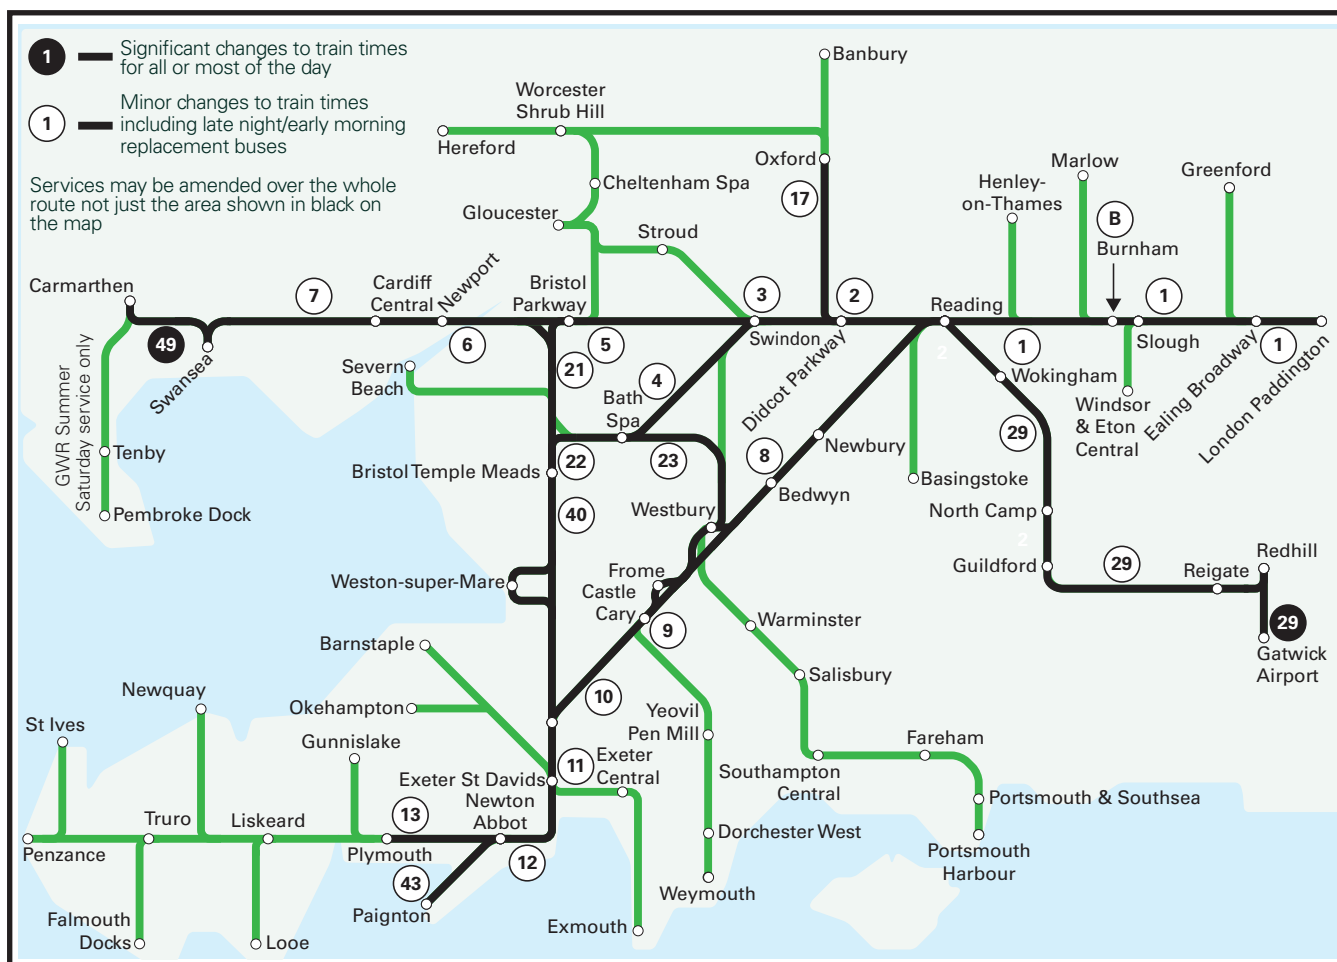 1
Significant changes to train times
for all or most of the day
1
Minor changes to train times
including late night/early morning
replacement buses
Services may be amended over the whole
route not just the area shown in black on
the map
Banbury
Worcester
Shrub Hill
Hereford
Oxford
Marlow
Greenford
Henley-
on-Thames
Cheltenham Spa
17
Gloucester
Stroud
B
Burnham
Carmarthen
7
Cardiff
Central
Newport
Bristol
Parkway
3
2
Reading
1
49
Swansea
6
5
Swindon
Didcot Parkway
2
1
Slough
Ealing Broadway
1
London Paddington
GWR Summer
Saturday service only
Severn
Beach
21
4
Wokingham
Windsor
& Eton
Central
Bath
Spa
29
Tenby
Newbury
Bristol Temple Meads
22
23
8
Bedwyn
Basingstoke
Pembroke Dock
40
Westbury
North Camp
2
Weston-super-Mare
Frome
Castle
Cary
Guildford
29
Reigate
Redhill
9
Warminster
29
Gatwick
Airport
Barnstaple
Salisbury
Newquay
10
Okehampton
Yeovil
Pen Mill
St Ives
Gunnislake
Fareham
11
Exeter
Central
Exeter St Davids
Southampton
Central
Newton
Abbot
Portsmouth & Southsea
Truro
Liskeard
13
Penzance
Plymouth
12
Dorchester West
Portsmouth
Harbour
43
Weymouth
Paignton
Falmouth
Docks
Looe
Exmouth